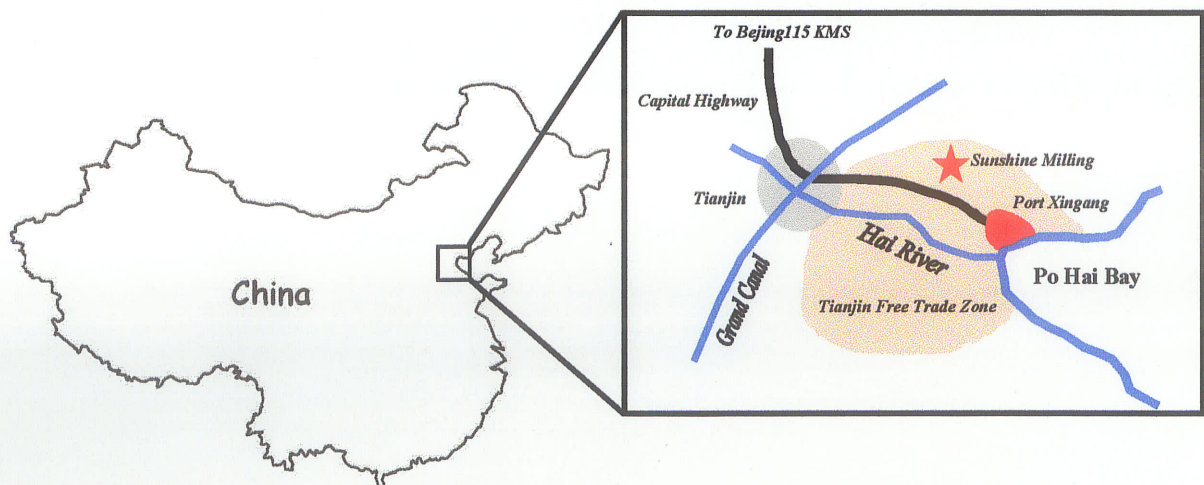 To Bejing115 KMS
Capital Highway
Sunshine Milling
Tianjin
Port Xingang
Hai River
Po Hai Bay
China
Grand Canal
Tianjin Free Trade Zone